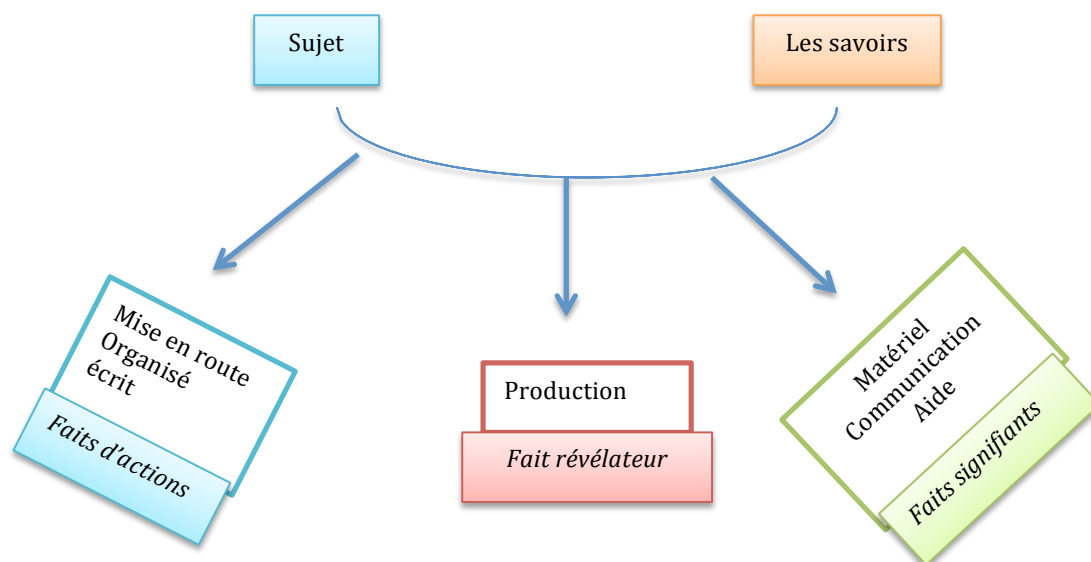 Sujet
Les savoirs
Mise en route
Organisé
écrit
Faits d'actions
Production
Fait révélateur
Matériel
Communication
Aide
Faits signifiants